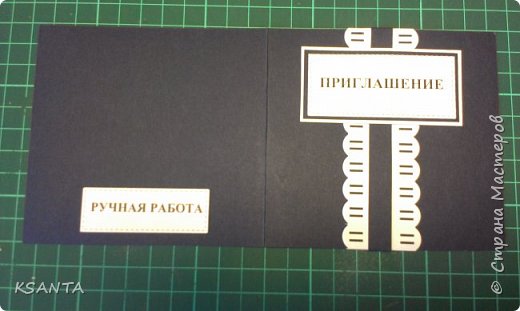 ПРИГЛАШЕНИЕ
РУЧНАЯ РАБОТА
KSANTA
© Страна Мастеров